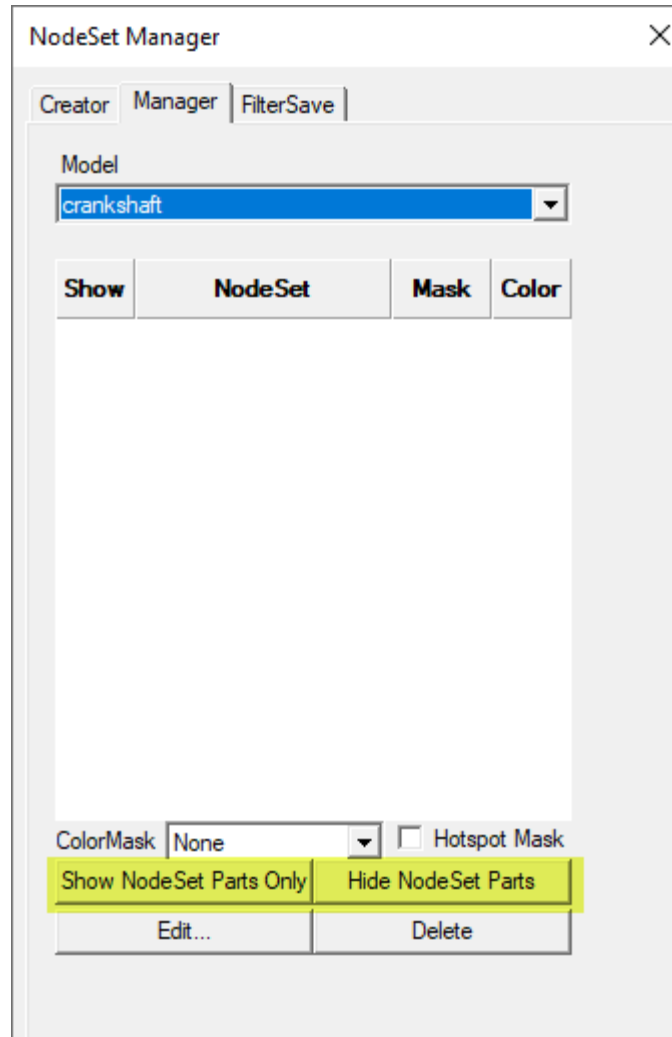 NodeSet Manager
Creator Manager FilterSave
Model
crankshaft
Show NodeSet Mask Color
ColorMask None Hotspot Mask
Show NodeSet Parts Only Hide NodeSet Parts
Edit... Delete